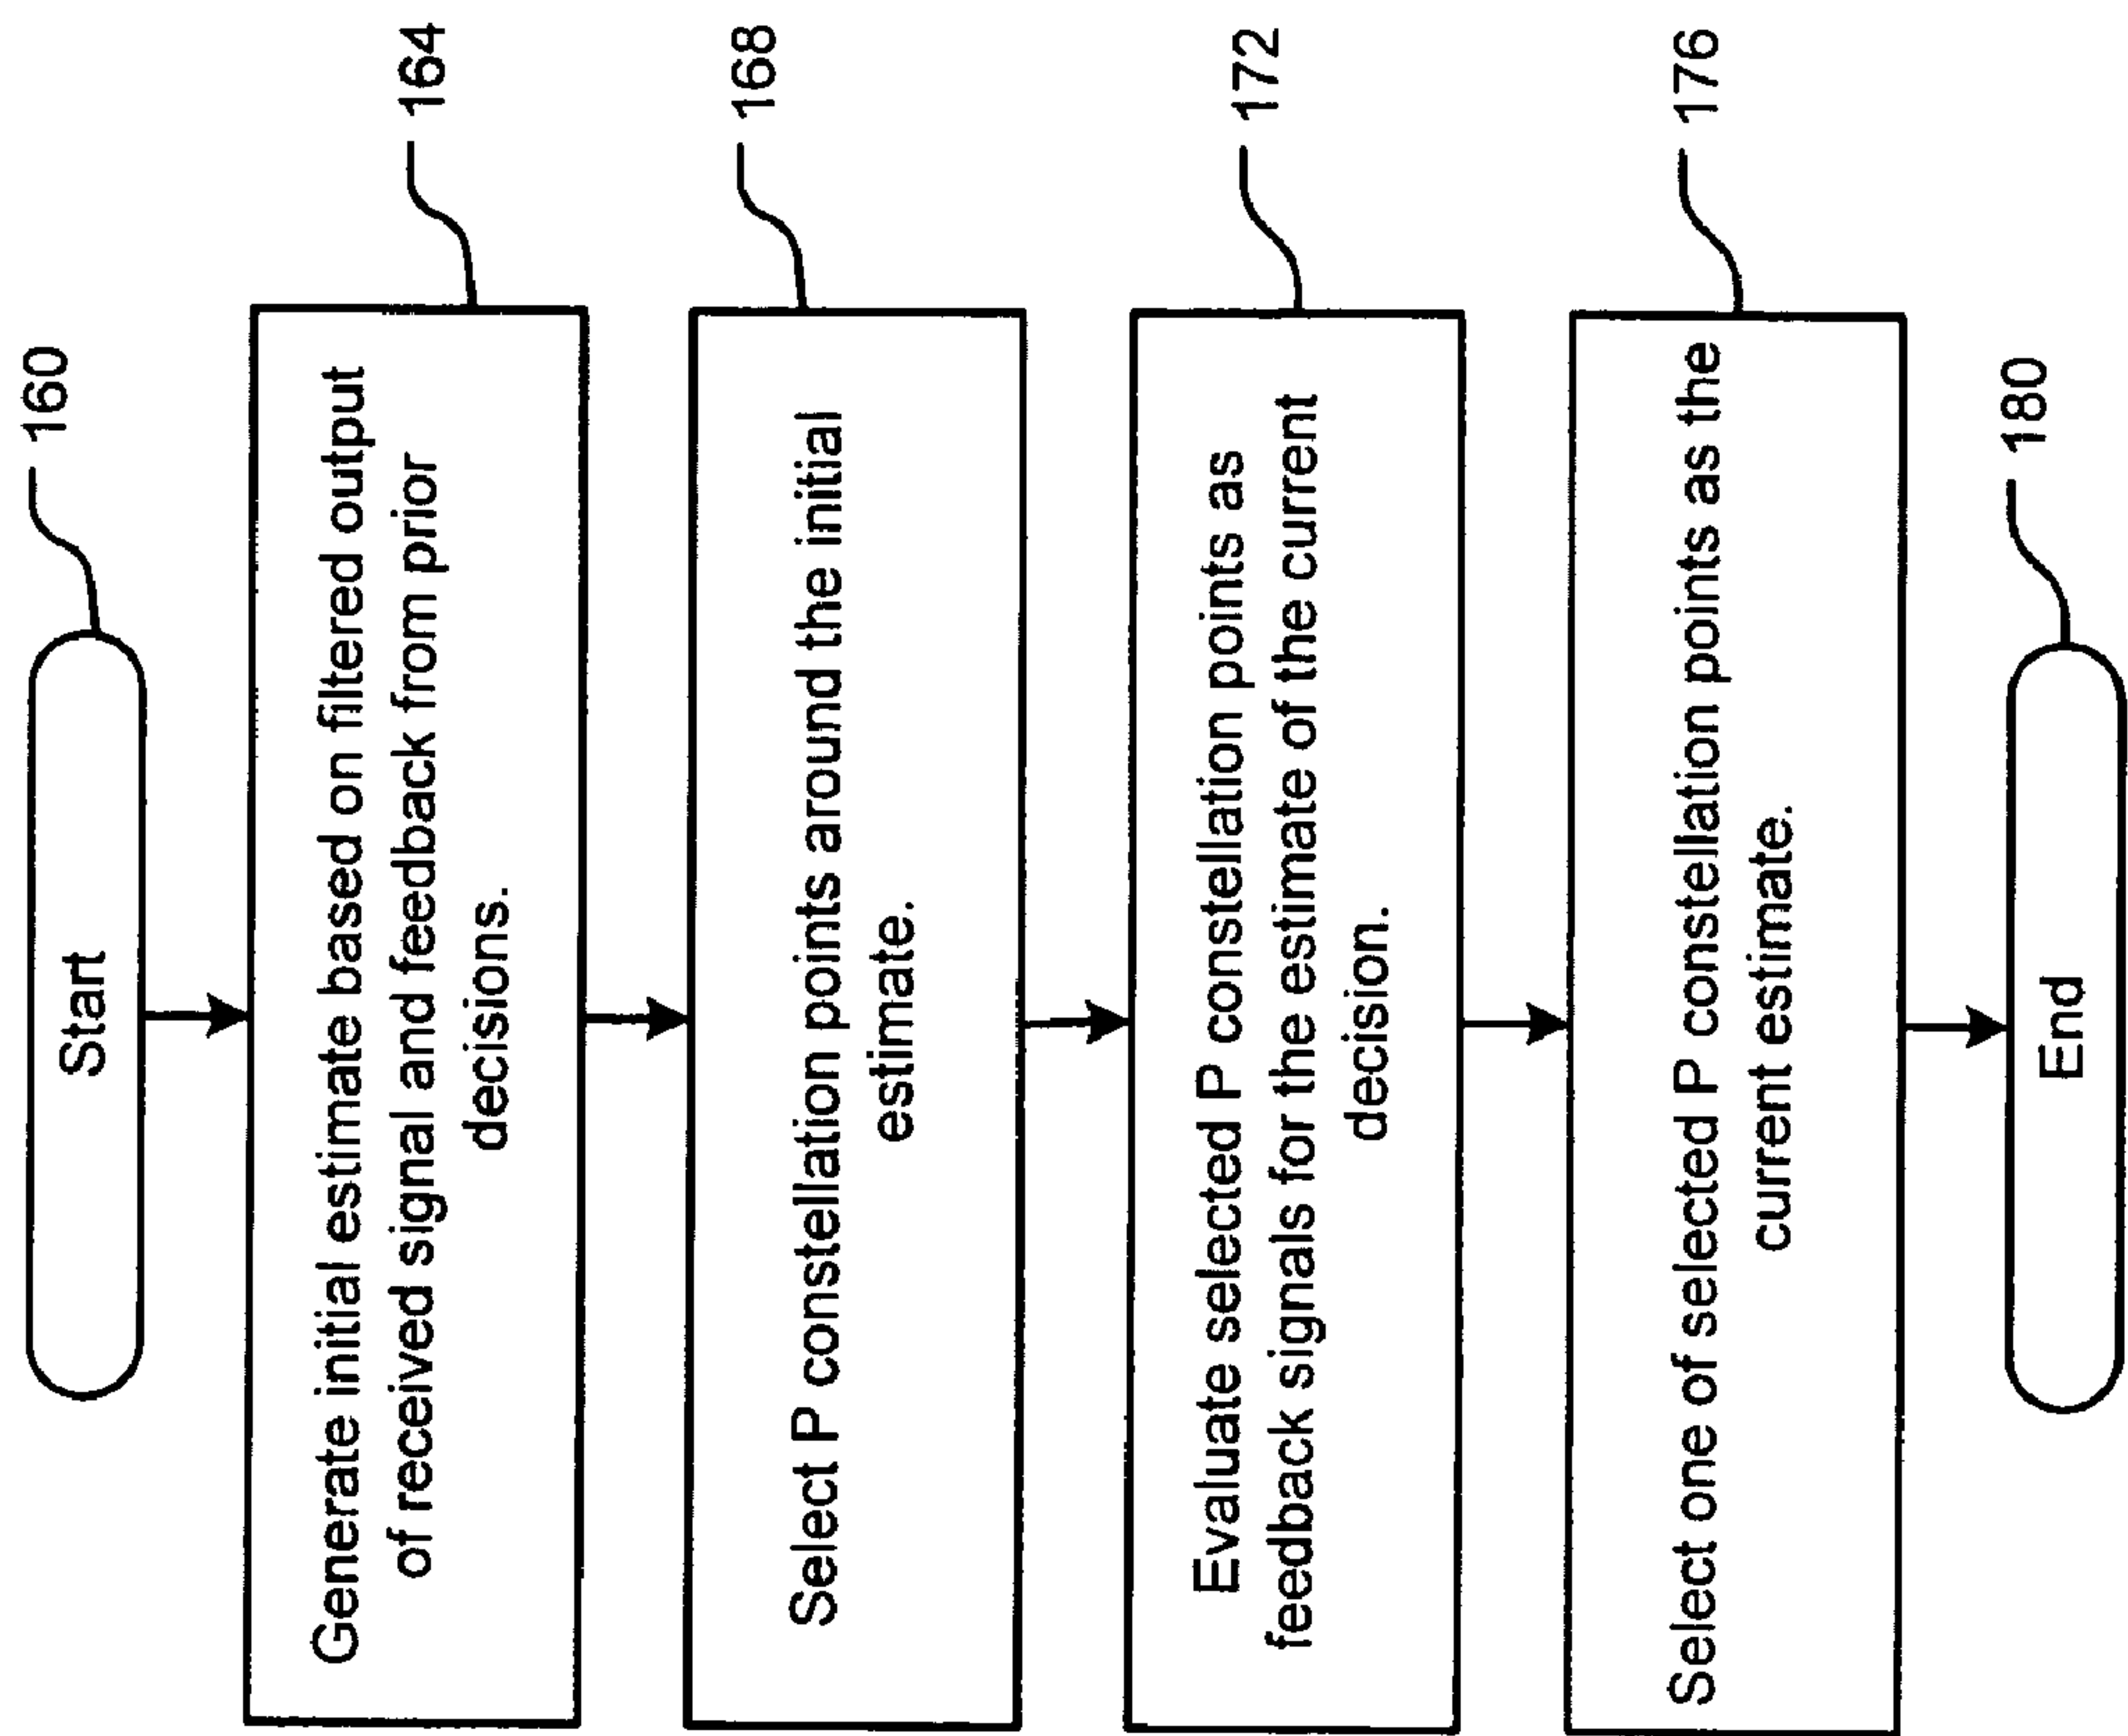 Start
160
Generate initial estimate based on filtered output
of received signal and feedback from prior
decisions.
164
Select P constellation points around the initial
estimate.
168
Evaluate selected P constellation points as
feedback signals for the estimate of the current
decision.
172
Select one of selected P constellation points as the
current estimate.
176
End
180